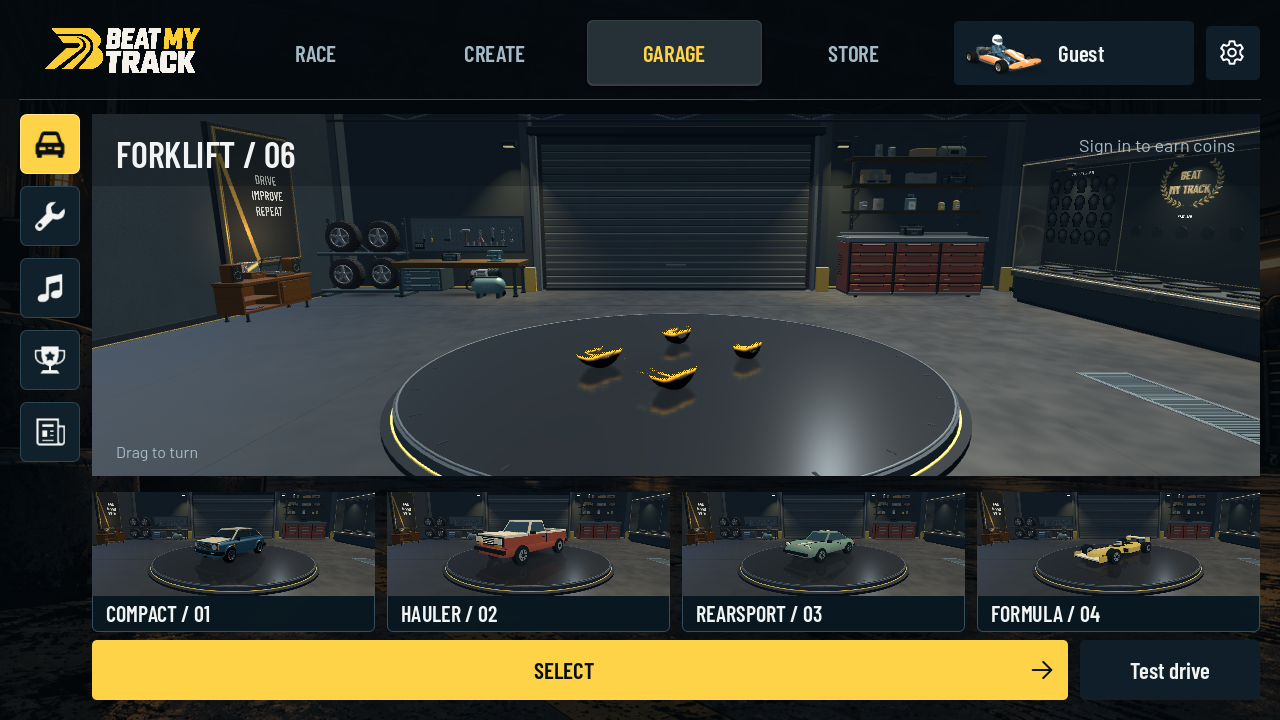 BEAT MY TRACK
RACE
CREATE
GARAGE
STORE
Guest
FORKLIFT / 06
Sign in to earn coins
DRIVE
IMPROVE
REPEAT
BEAT
MY TRACK
Drag to turn
COMPACT / 01
HAULER / 02
REARSPORT / 03
FORMULA / 04
SELECT
Test drive